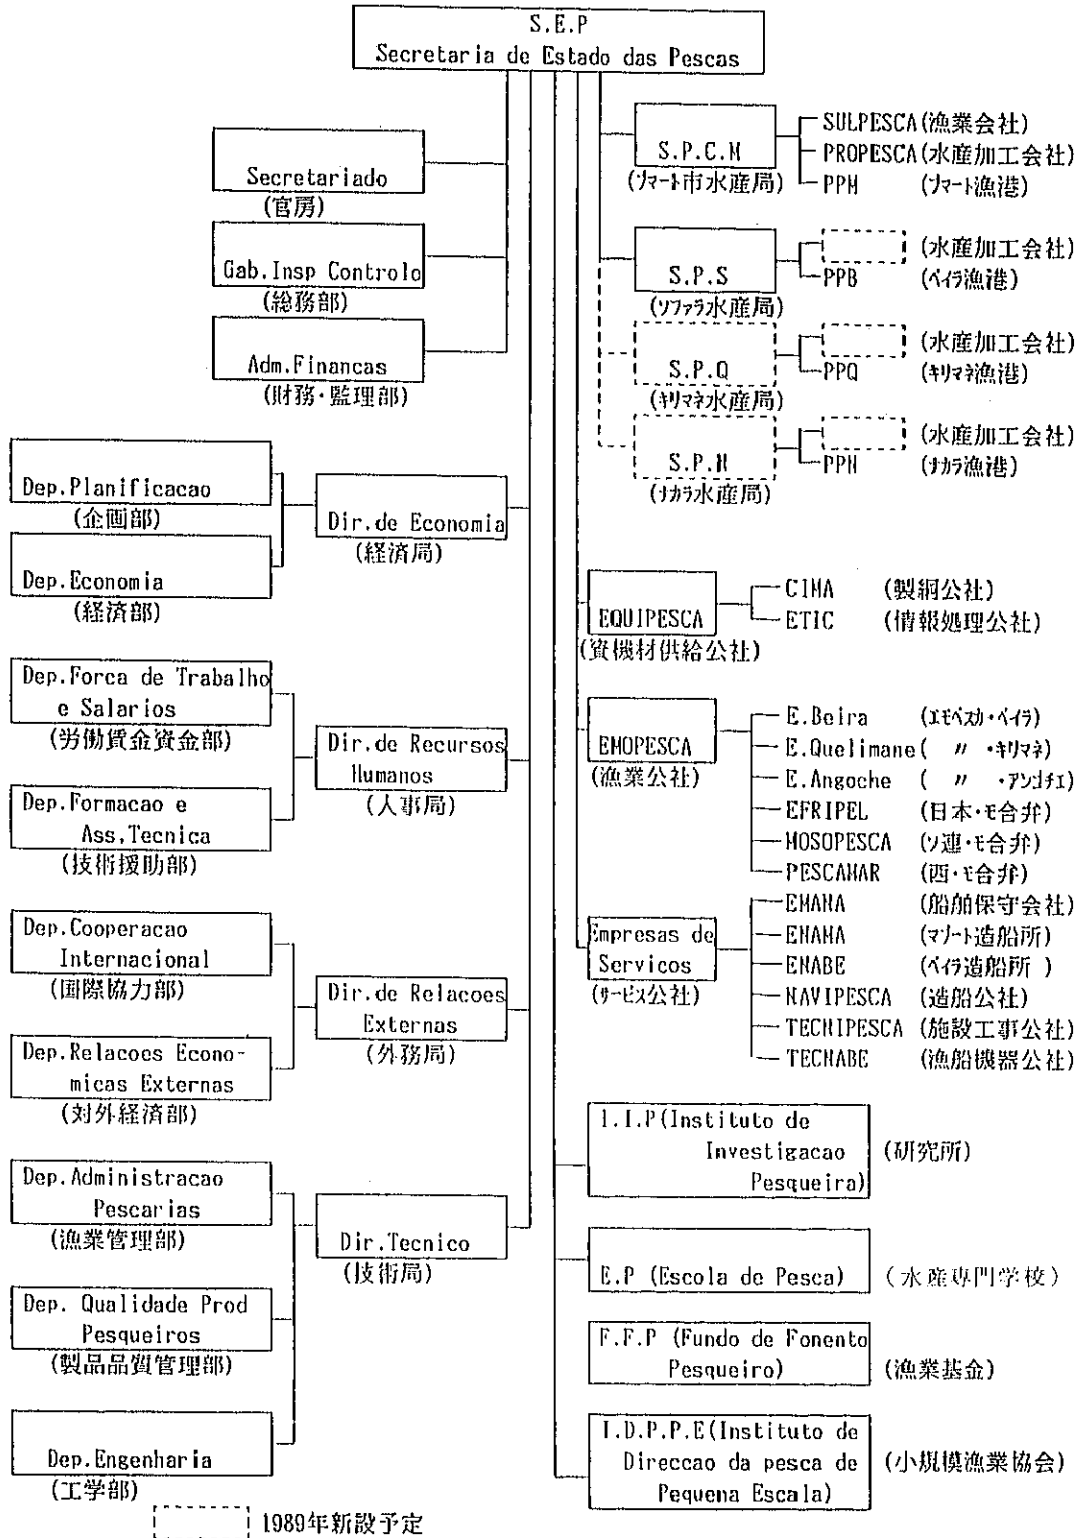 S.E.P
Secretaria de Estado das Pescas
Secretariado
(官房)
Gab.Insp Controlo
(総務部)
Adm.Financas
(財務・監理部)
Dep.Planificacao
(企画部)
Dep.Economia
(経済部)
Dir.de Economia
(経済局)
Dep.Forca de Trabalho
e Salarios
(労働賃金資金部)
Dep.Formacao e
Ass,Tecnica
(技術援助部)
Dir.de Recursos
Humanos
(人事局)
Dep.Cooperacao
Internacional
(国際協力部)
Dep.Relacoes Econo-
micas Externas
(対外経済部)
Dir.de Relacoes
Externas
(外務局)
Dep.Administracao
Pescarias
(漁業管理部)
Dep. Qualidade Prod
Pesqueiros
(製品品質管理部)
Dep.Engenharia
(工学部)
Dir.Tecnico
(技術局)
S.P.C.M
(ソマート市水産局)
SULPESCA(漁業会社)
PROPESCA(水産加工会社)
PPM (ソマート漁港)
S.P.S
(ソファラ水産局)
(水産加工会社)
PPB (ベイラ漁港)
S.P.Q
(キリマネ水産局)
(水産加工会社)
PPQ (キリマネ漁港)
S.P.N
(ナカラ水産局)
(水産加工会社)
PPN (ナカラ漁港)
EQUIPESCA
(資機材供給公社)
CIMA (製網公社)
ETIC (情報処理公社)
EMOPESCA
(漁業公社)
E.Beira (エモペスカ・ベイラ)
E.Quelimane( 〃 ・キリマネ)
E.Angoche ( 〃 ・アンゴチェ)
EFRIPEL (日本・モ合弁)
MOSOPESCA (ソ連・モ合弁)
PESCAMAR (西・モ合弁)
Empresas de
Servicos
(サービス公社)
EMANA (船舶保守会社)
ENAMA (マプート造船所)
ENABE (ベイラ造船所 )
NAVIPESCA (造船公社)
TECNIPESCA (施設工事公社)
TECNABE (漁船機器公社)
I.I.P(Instituto de
Investigacao
Pesqueira)
(研究所)
E.P (Escola de Pesca) (水産専門学校)
F.F.P (Fundo de Fonento
Pesqueiro)
(漁業基金)
I.D.P.P.E(Instituto de
Direccao da pesca de
Pequena Escala)
(小規模漁業協会)
1989年新設予定